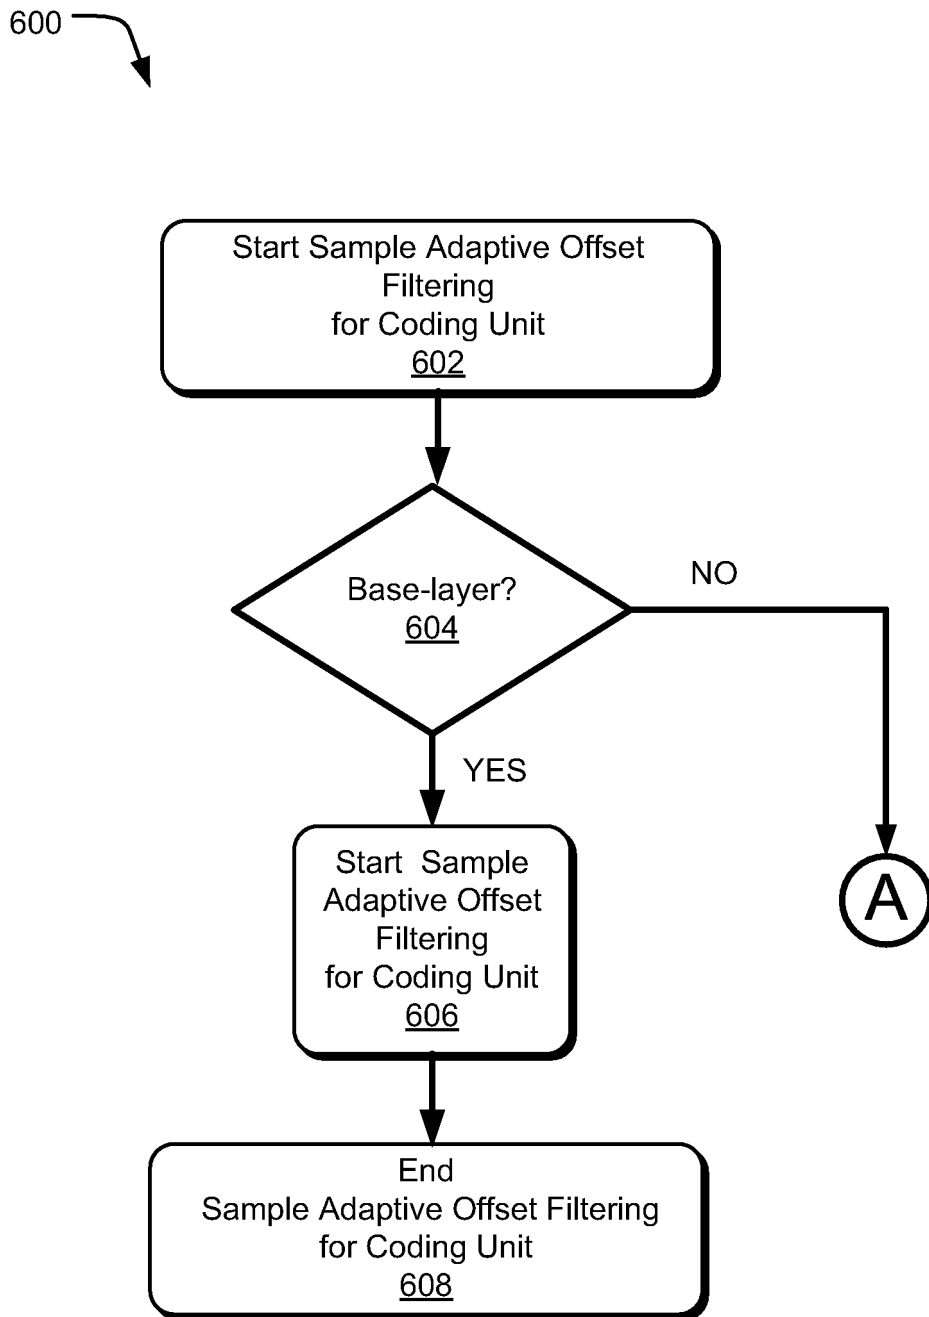 600
Start Sample Adaptive Offset
Filtering
for Coding Unit
602
Base-layer?
604
NO
YES
Start Sample
Adaptive Offset
Filtering
for Coding Unit
606
A
End
Sample Adaptive Offset Filtering
for Coding Unit
608